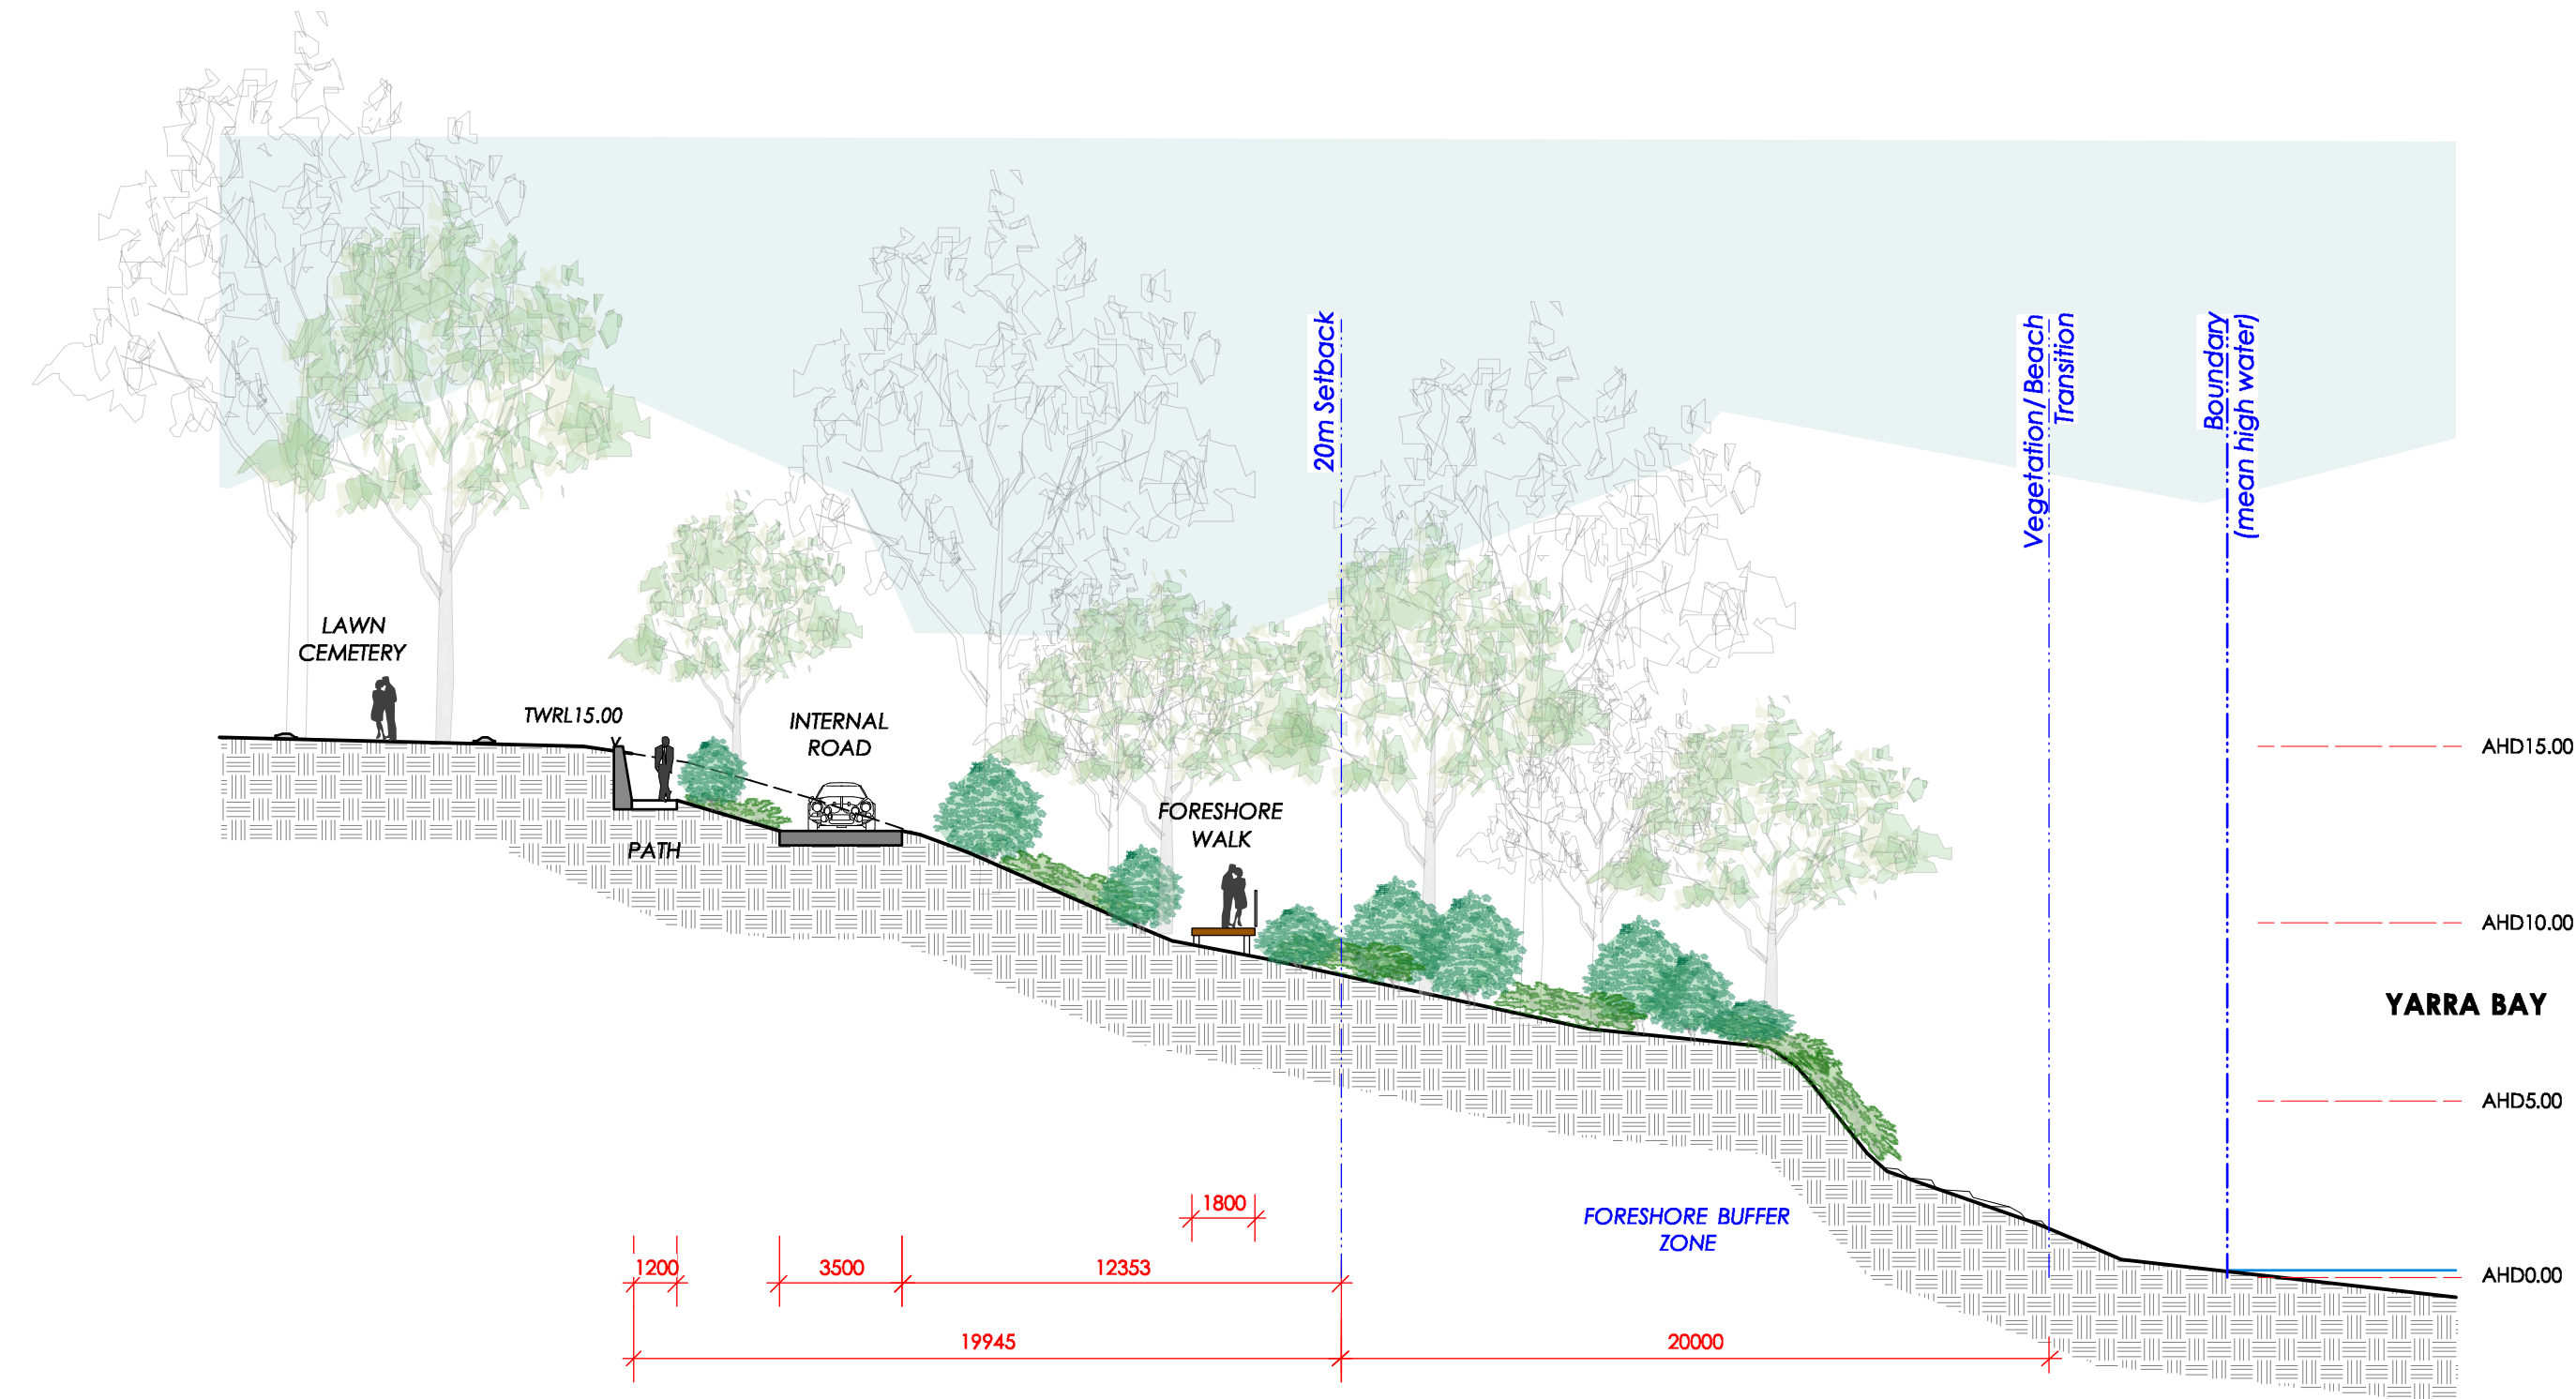 20m Setback
Vegetation/Beach
Transition
Boundary
(mean high water)
LAWN
CEMETERY
TWRL15.00
INTERNAL
ROAD
PATH
FORESHORE
WALK
AHD15.00
AHD10.00
YARRA BAY
AHD5.00
AHD0.00
FORESHORE BUFFER
ZONE
1800
1200
3500
12353
19945
20000